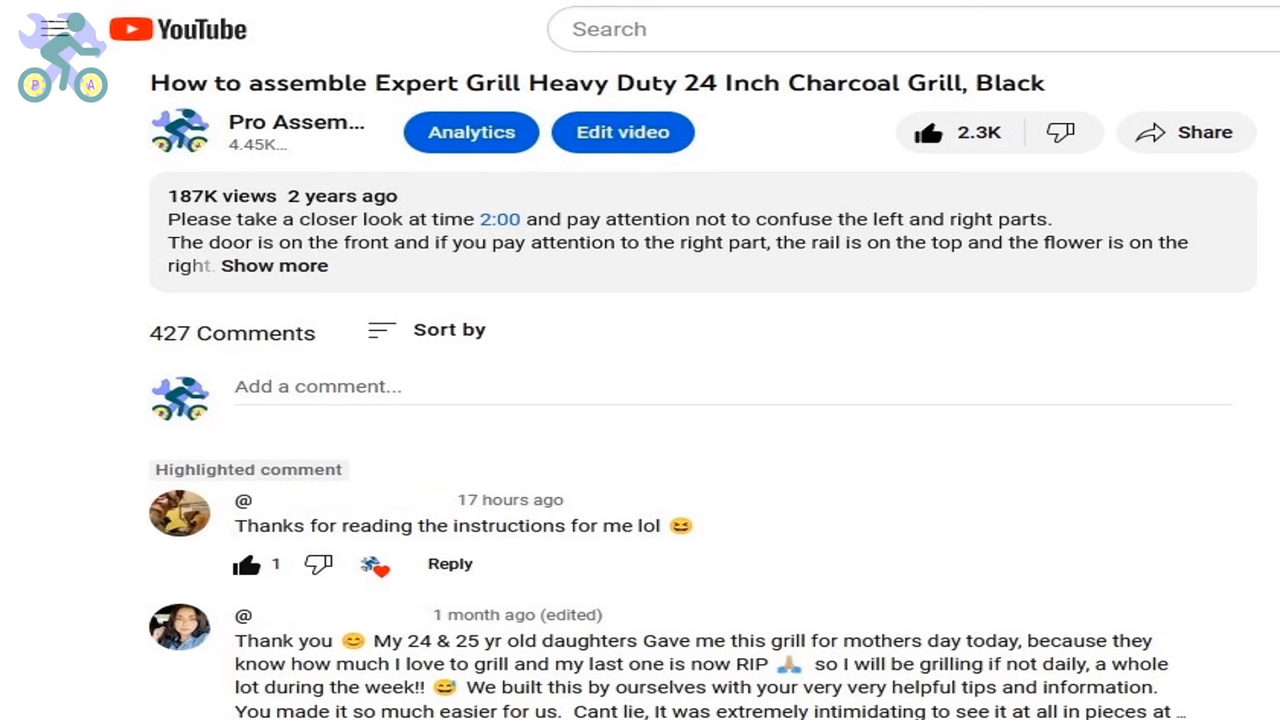 YouTube
Search
How to assemble Expert Grill Heavy Duty 24 Inch Charcoal Grill, Black
Pro Assem...
4.45K...
Analytics
Edit video
2.3K
Share
187K views 2 years ago
Please take a closer look at time 2:00 and pay attention not to confuse the left and right parts.
The door is on the front and if you pay attention to the right part, the rail is on the top and the flower is on the
right. Show more
427 Comments
Sort by
Add a comment...
Highlighted comment
@ 17 hours ago
Thanks for reading the instructions for me lol 😆
1
Reply
@ 1 month ago (edited)
Thank you 😊 My 24 & 25 yr old daughters Gave me this grill for mothers day today, because they
know how much I love to grill and my last one is now RIP 🙏🏼 so I will be grilling if not daily, a whole
lot during the week!! 😅 We built this by ourselves with your very very helpful tips and information.
You made it so much easier for us. Cant lie, It was extremely intimidating to see it at all in pieces at ...
P A